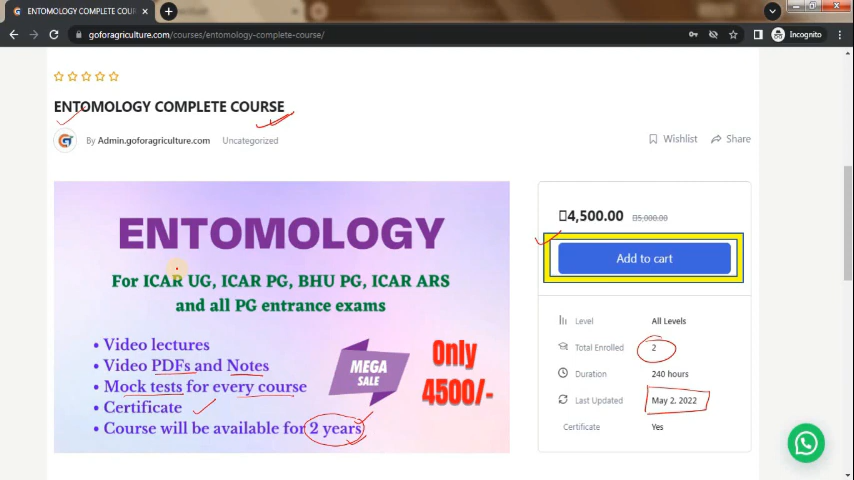 ENTOMOLOGY COMPLETE COUR
goforagriculture.com/courses/entomology-complete-course/
Incognito
ENTOMOLOGY COMPLETE COURSE
By Admin.goforagriculture.com Uncategorized
Wishlist Share
ENTOMOLOGY
For ICAR UG, ICAR PG, BHU PG, ICAR ARS
and all PG entrance exams
• Video lectures
• Video PDFs and Notes
• Mock tests for every course
• Certificate
• Course will be available for 2 years
MEGA
SALE
Only
4500/-
4,500.00 5,000.00
Add to cart
Level All Levels
Total Enrolled 2
Duration 240 hours
Last Updated May 2, 2022
Certificate Yes